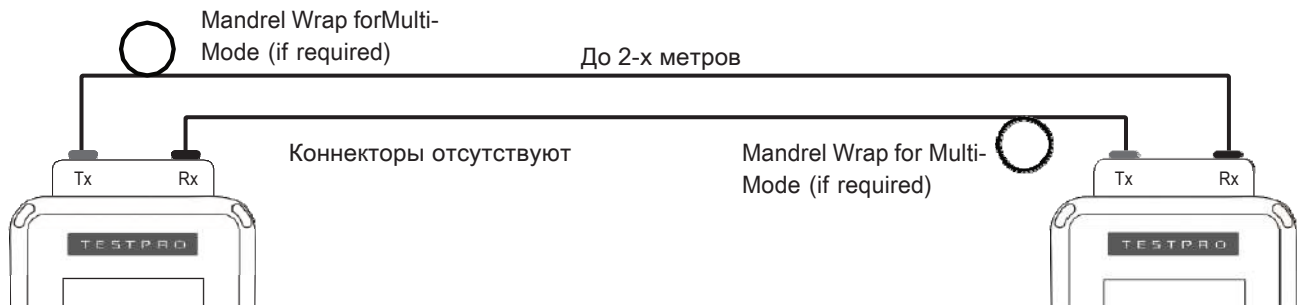 Mandrel Wrap forMulti-
Mode (if required)
До 2-х метров
Коннекторы отсутствуют
Mandrel Wrap for Multi-
Mode (if required)
Tx Rx
Tx Rx
TESTPRO
TESTPRO